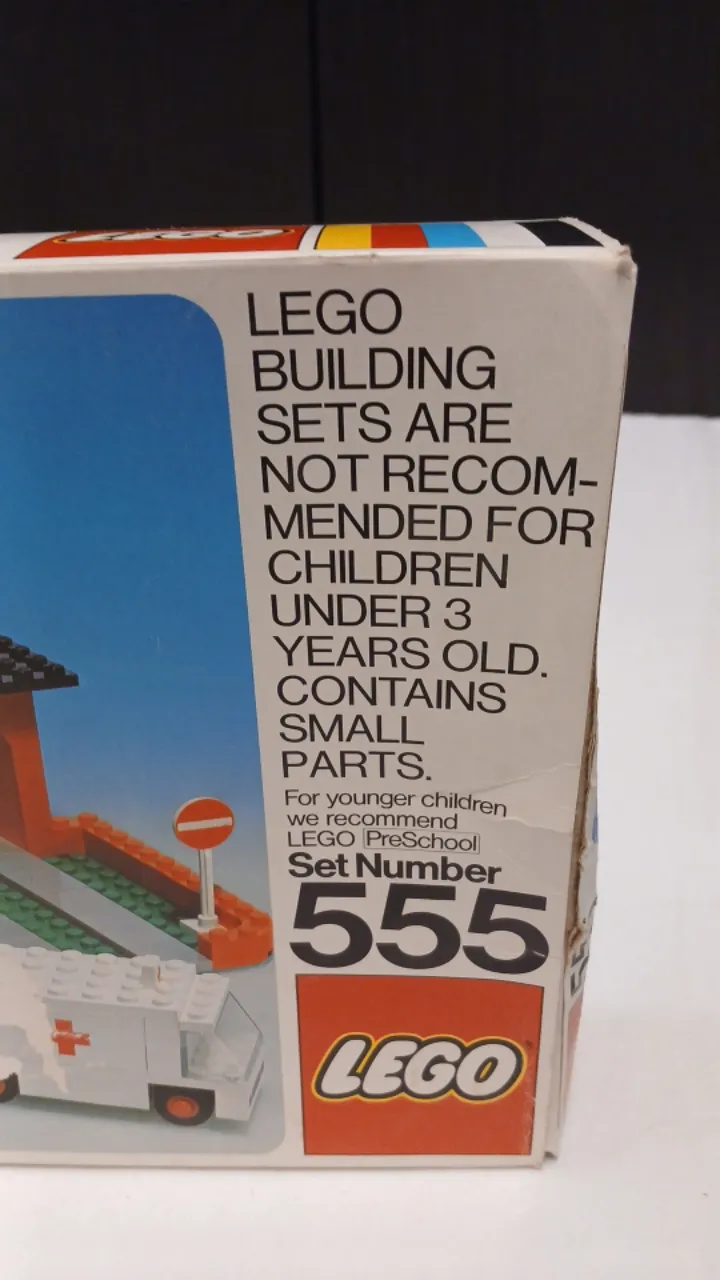 LEGO
LEGO
BUILDING
SETS ARE
NOT RECOM-
MENDED FOR
CHILDREN
UNDER 3
YEARS OLD.
CONTAINS
SMALL
PARTS.
For younger children
we recommend
LEGO PreSchool
Set Number
555
LEGO